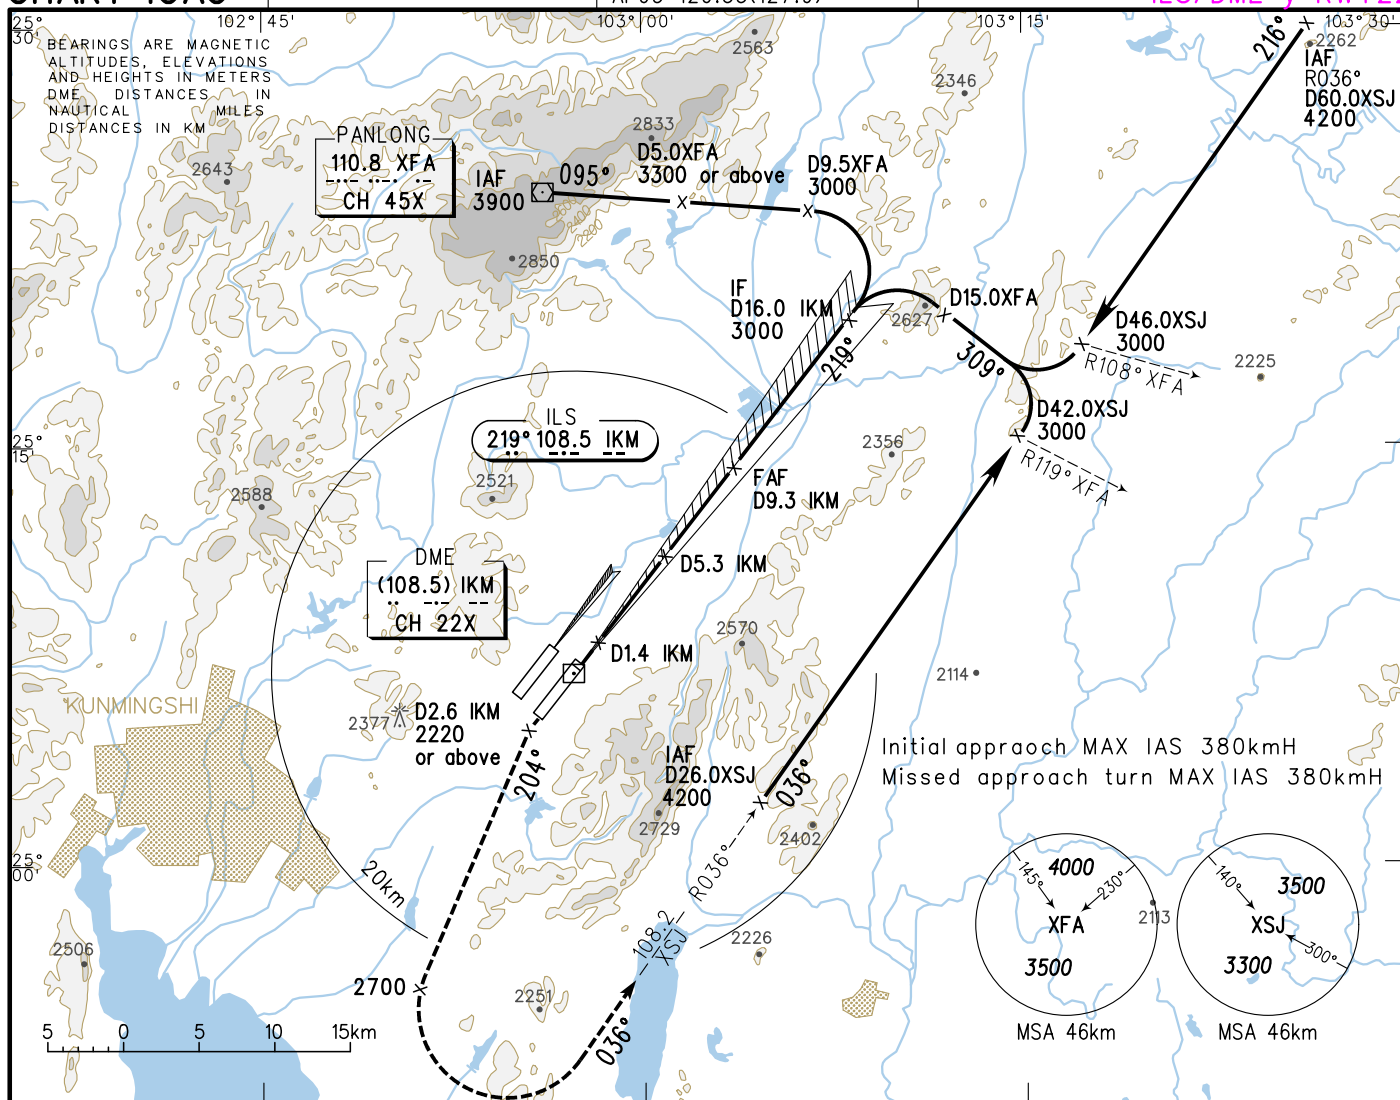 102°45'
103°00'
103°15'
103°30'
25°
30'
BEARINGS ARE MAGNETIC
ALTITUDES, ELEVATIONS
AND HEIGHTS IN METERS
DME DISTANCES IN
NAUTICAL MILES
DISTANCES IN KM
2563
2346
216°
2262
IAF
R036°
D60.0XSJ
4200
2643
PANLONG
110.8 XFA
CH 45X
IAF
3900
095°
2833
D5.0XFA
3300 or above
D9.5XFA
3000
2850
IF
D16.0 IKM
3000
219°
2627
D15.0XFA
309°
D46.0XSJ
3000
R108° XFA
2225
D42.0XSJ
3000
R119° XFA
25°
15'
ILS
219° 108.5 IKM
2521
2588
2356
FAF
D9.3 IKM
D5.3 IKM
DME
(108.5) IKM
CH 22X
D1.4 IKM
2570
2114
KUNMINGSHI
2377
D2.6 IKM
2220
or above
204°
IAF
D26.0XSJ
4200
2729
036°
2402
Initial appraoch MAX IAS 380kmH
Missed approach turn MAX IAS 380kmH
25°
00'
20km
R036°
108.2
XSJ
2226
2506
2700
2251
036°
145°
4000
230°
XFA
3500
2113
MSA 46km
140°
3500
XSJ
300°
3300
MSA 46km
5 0 5 10 15km